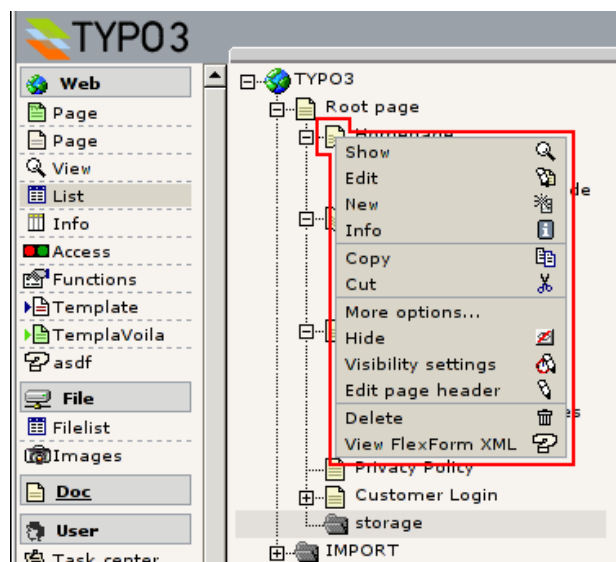 TYPO3
Web
Page
Page
View
List
Info
Access
Functions
Template
TemplaVoila
asdf
File
Filelist
Images
Doc
User
Task center
TYPO3
Root page
Homepage
Show
Edit
New
Info
Copy
Cut
More options...
Hide
Visibility settings
Edit page header
Delete
View FlexForm XML
Privacy Policy
Customer Login
storage
IMPORT